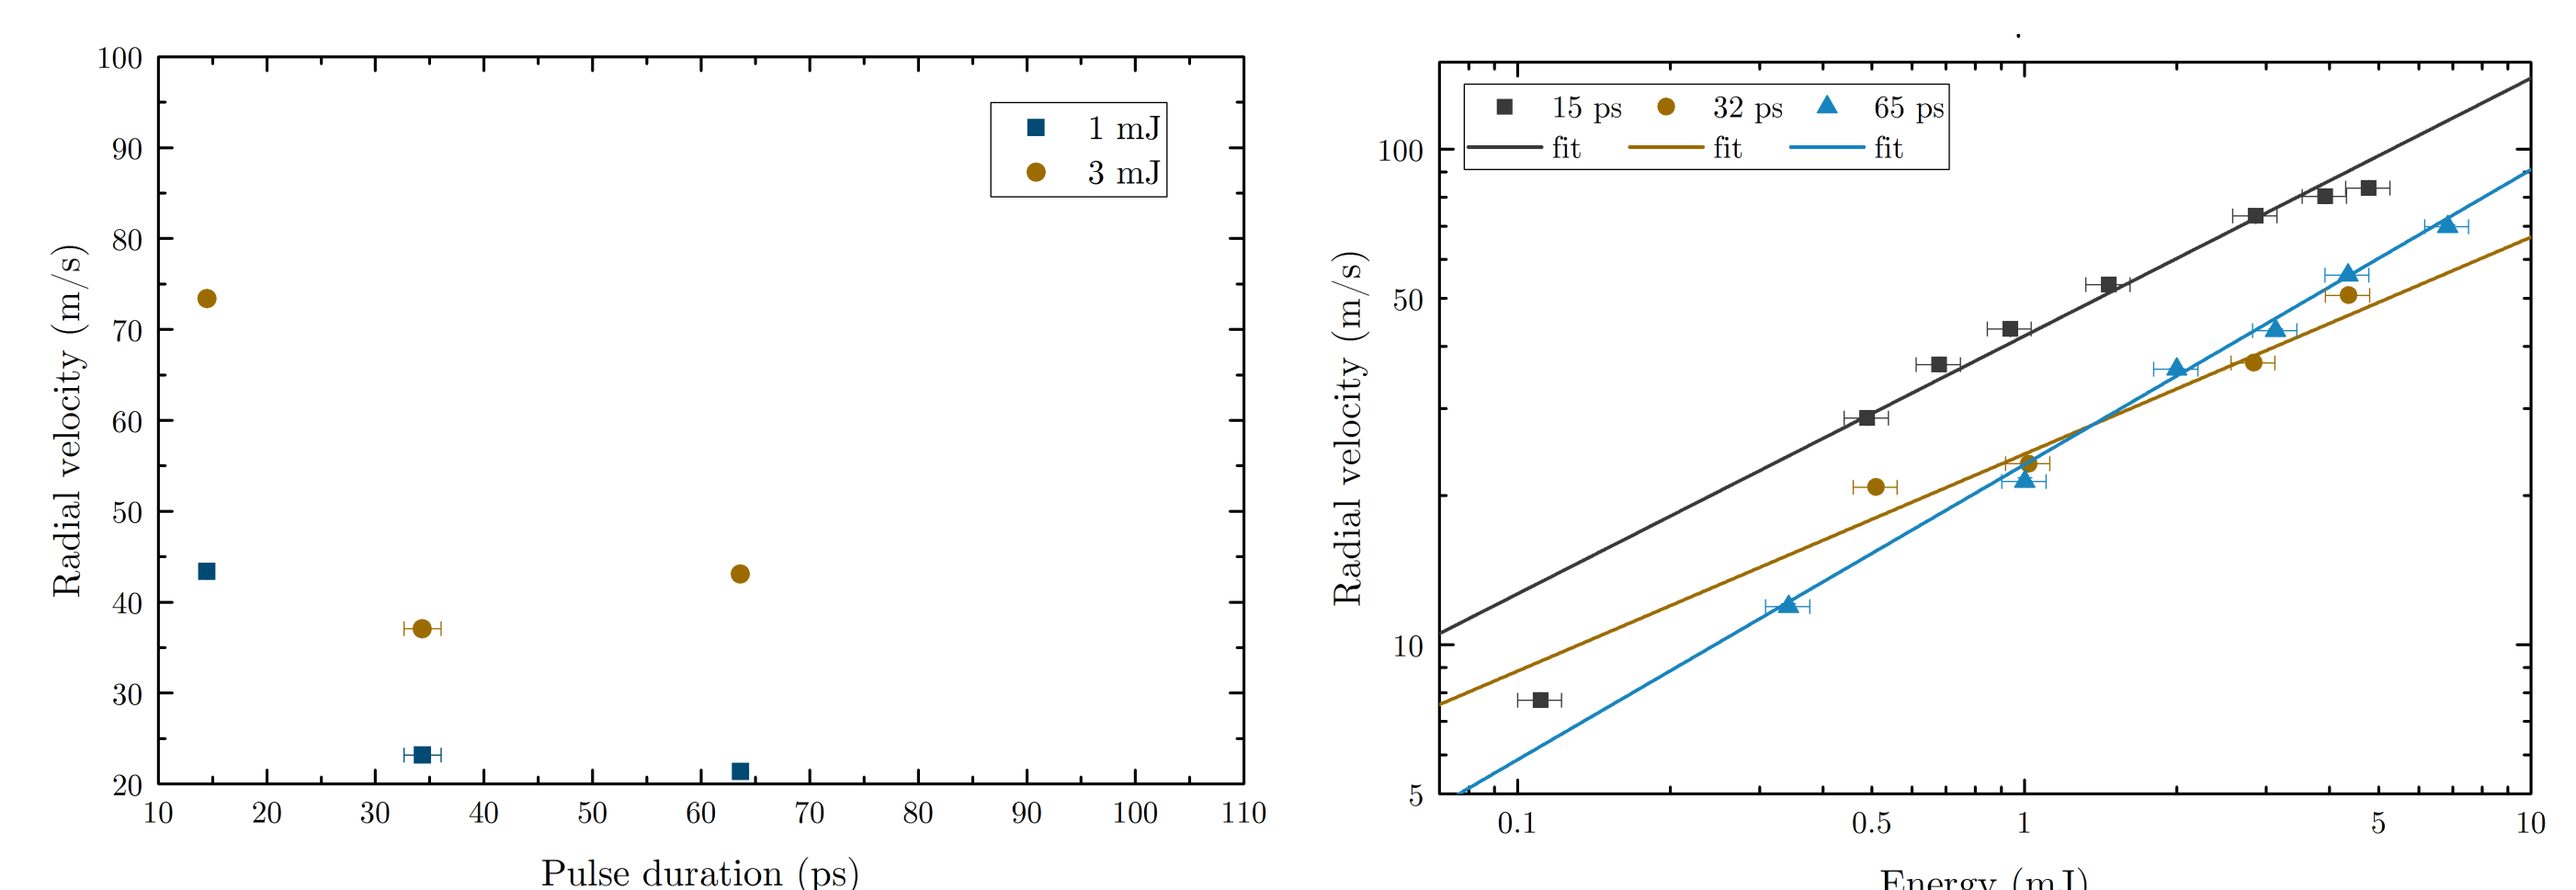 100
90
80
70
60
50
40
30
20
10 20 30 40 50 60 70 80 90 100 110
Radial velocity (m/s)
Pulse duration (ps)
1 mJ
3 mJ
100
50
10
5
0.1 0.5 1 5 10
Radial velocity (m/s)
Energy (mJ)
15 ps 32 ps 65 ps
fit fit fit